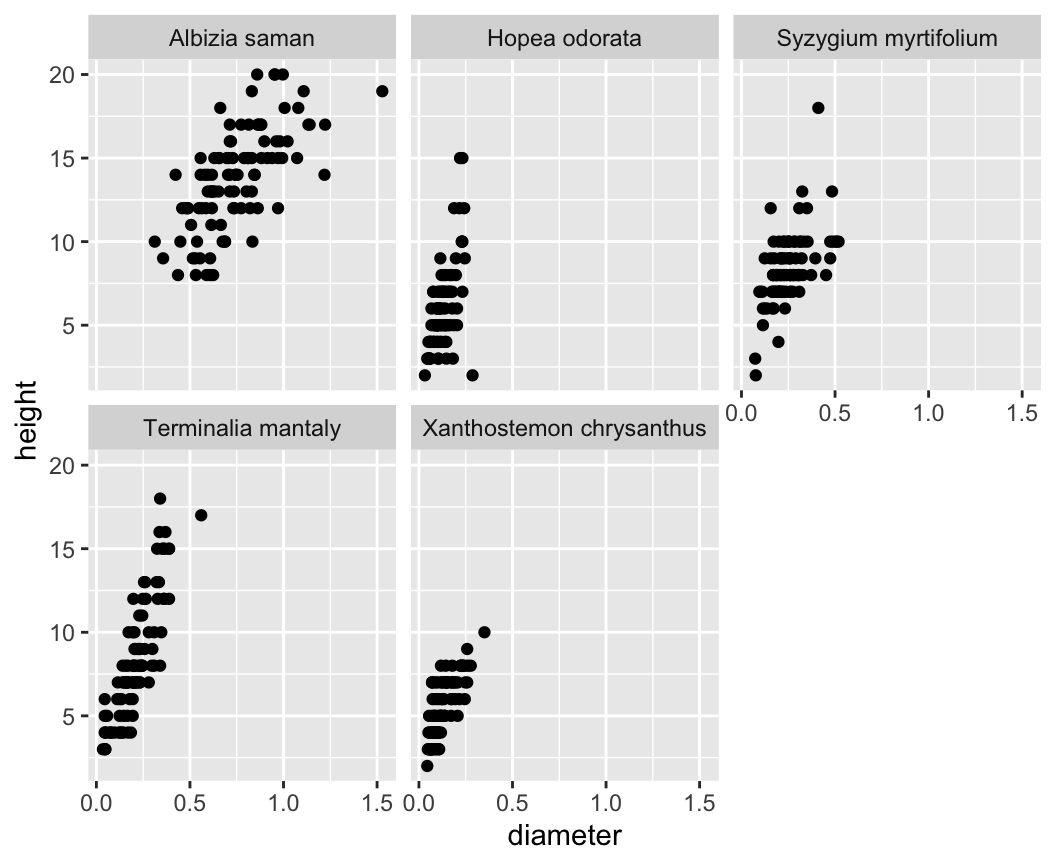 Albizia saman
Hopea odorata
Syzygium myrtifolium
20
15
10
5
0.0 0.5 1.0 1.5
height
Terminalia mantaly
Xanthostemon chrysanthus
20
15
10
5
0.0 0.5 1.0 1.5
0.0 0.5 1.0 1.5
diameter